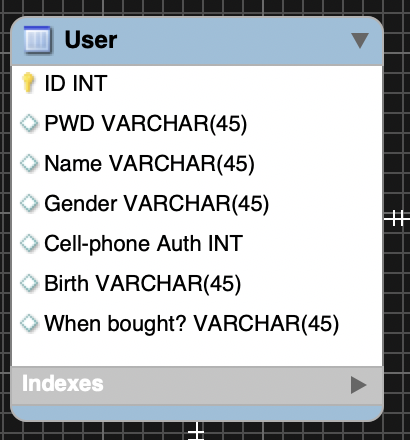 User
ID INT
PWD VARCHAR(45)
Name VARCHAR(45)
Gender VARCHAR(45)
Cell-phone Auth INT
Birth VARCHAR(45)
When bought? VARCHAR(45)
Indexes